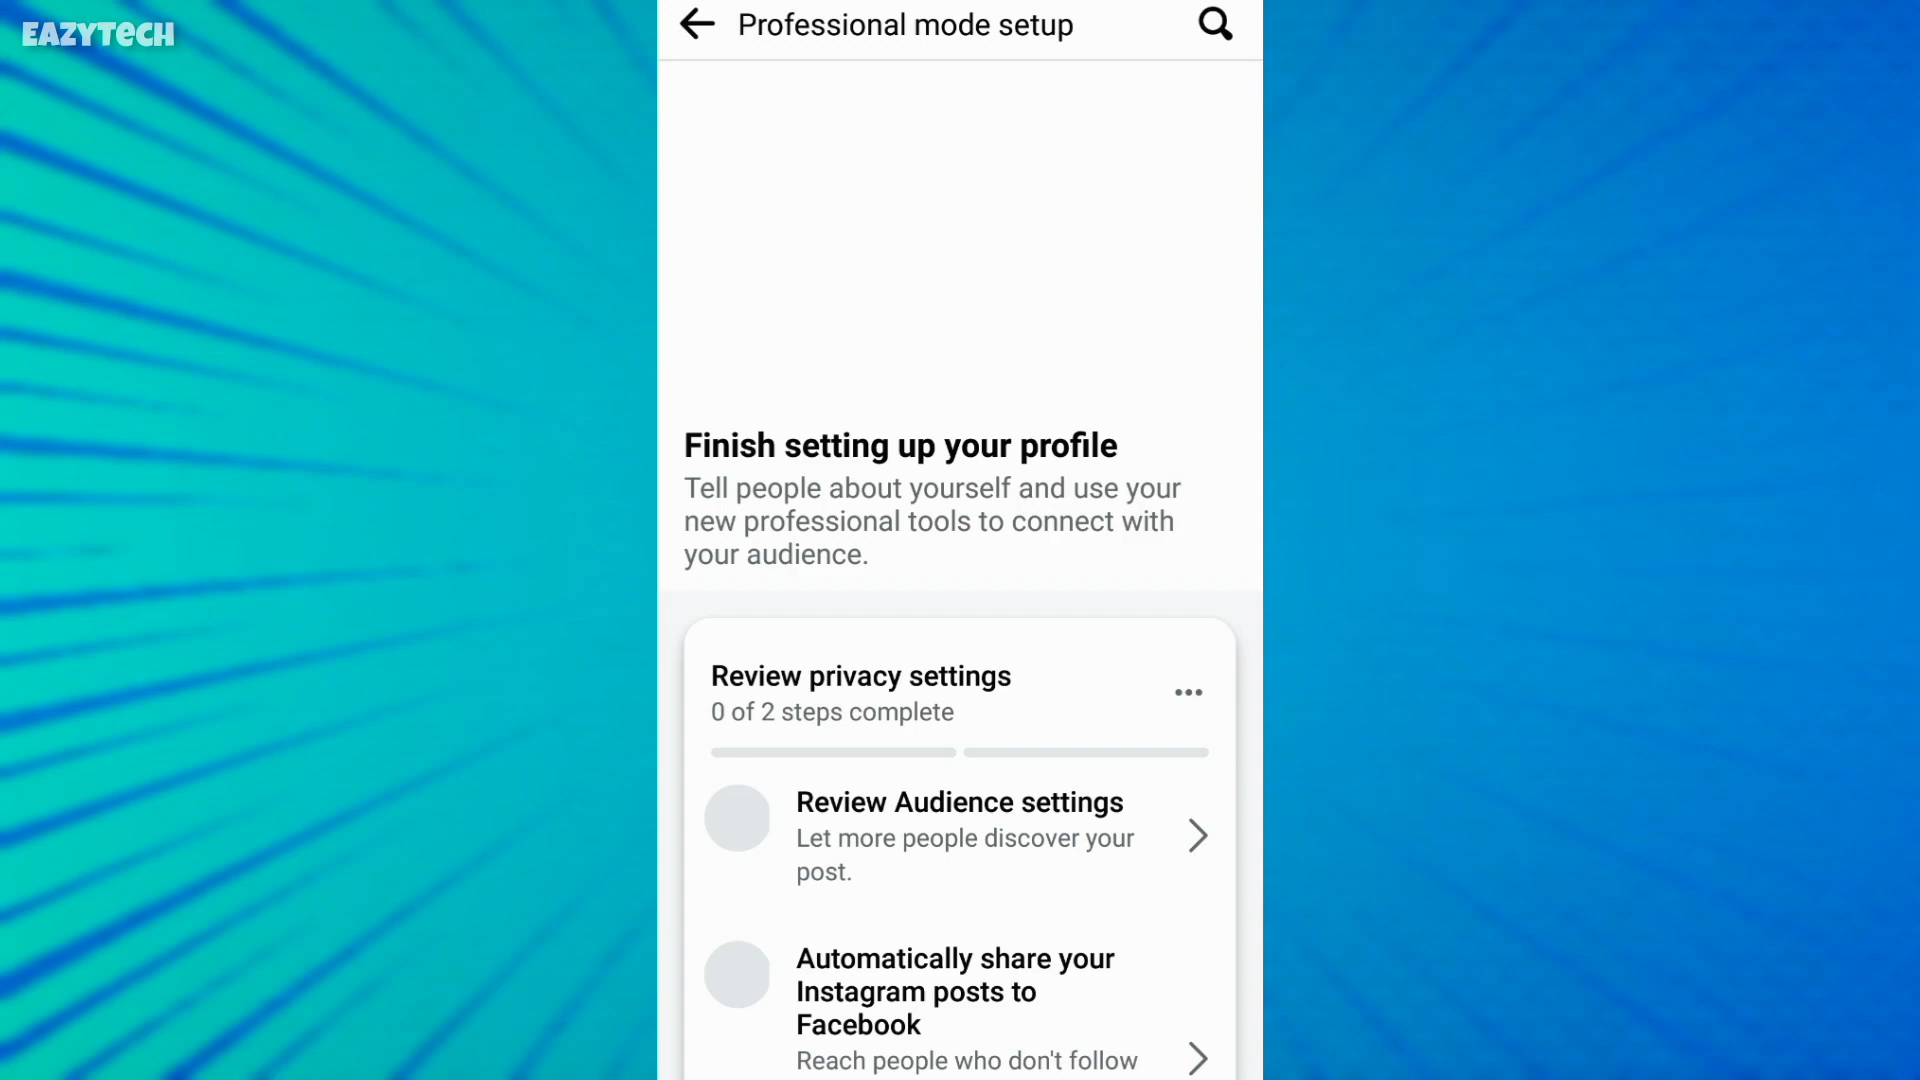 EAZYTECH
Professional mode setup
Finish setting up your profile
Tell people about yourself and use your
new professional tools to connect with
your audience.
Review privacy settings
0 of 2 steps complete
Review Audience settings
Let more people discover your
post.
Automatically share your
Instagram posts to
Facebook
Reach people who don't follow